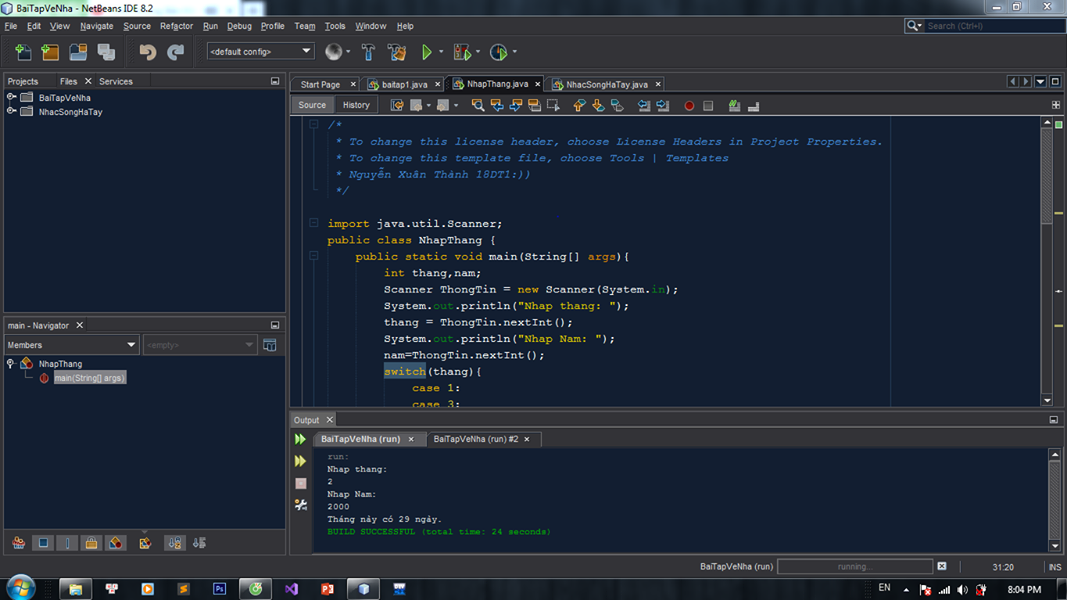 BaiTapVeNha - NetBeans IDE 8.2
File Edit View Navigate Source Refactor Run Debug Profile Team Tools Window Help
Search (Ctrl+I)
<default config>
Projects Files Services
Start Page baitap1.java NhapThang.java NhacSongHaTay.java
Source History
BaiTapVeNha
NhacSongHaTay
/*
* To change this license header, choose License Headers in Project Properties.
* To change this template file, choose Tools | Templates
* Nguyễn Xuân Thành 18DT1:))
*/
import java.util.Scanner;
public class NhapThang {
public static void main(String[] args){
int thang,nam;
Scanner ThongTin = new Scanner(System.in);
System.out.println("Nhap thang: ");
thang = ThongTin.nextInt();
System.out.println("Nhap Nam: ");
nam=ThongTin.nextInt();
switch(thang){
case 1:
case 3:
main - Navigator
Members <empty>
NhapThang
main(String[] args)
Output
BaiTapVeNha (run) BaiTapVeNha (run) #2
run:
Nhap thang:
2
Nhap Nam:
2000
Tháng này có 29 ngày.
BUILD SUCCESSFUL (total time: 24 seconds)
BaiTapVeNha (run) running... 31:20 INS
EN 8:04 PM